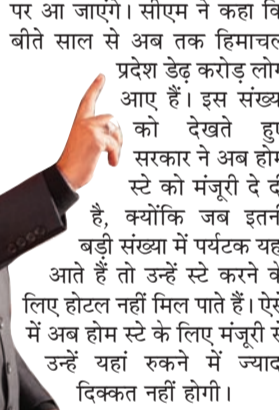 पर आ जाएंगे। सीएम ने कहा कि
बीते साल से अब तक हिमाचल
प्रदेश डेढ़ करोड़ लोग
आए हैं। इस संख्या
को देखते हुए
सरकार ने अब होम
स्टे को मंजूरी दे दी
है, क्योंकि जब इतनी
बड़ी संख्या में पर्यटक यहां
आते हैं तो उन्हें स्टे करने के
लिए होटल नहीं मिल पाते हैं। ऐसे
में अब होम स्टे के लिए मंजूरी से
उन्हें यहां रुकने में ज्यादा
दिक्कत नहीं होगी।